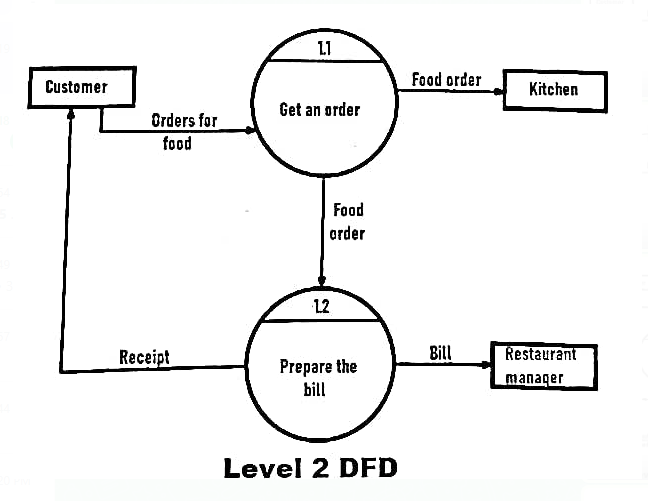 1.1
Customer
Get an order
Food order
Kitchen
Orders for
food
Food
order
1.2
Receipt
Prepare the
bill
Bill
Restaurant
manager
Level 2 DFD